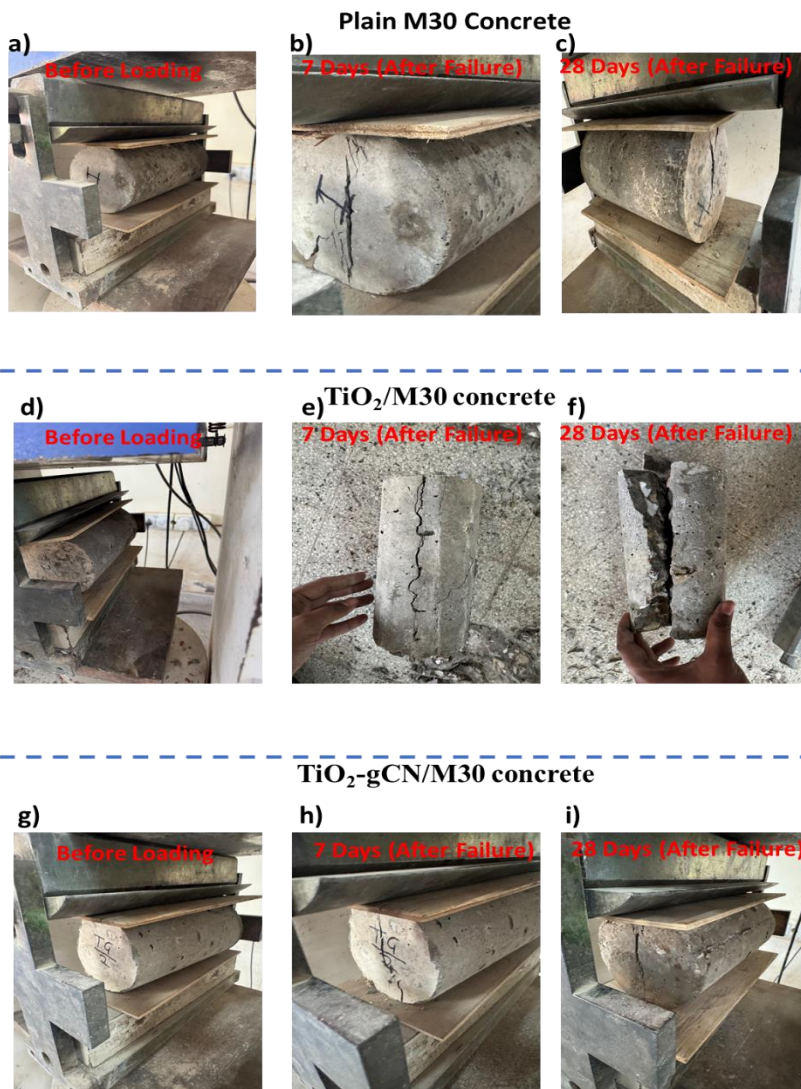 Plain M30 Concrete
a)
b)
c)
Before Loading
7 Days (After Failure)
28 Days (After Failure)
TiO₂/M30 concrete
d)
e)
f)
Before Loading
7 Days (After Failure)
28 Days (After Failure)
TiO₂-gCN/M30 concrete
g)
h)
i)
Before Loading
7 Days (After Failure)
28 Days (After Failure)
TG
2